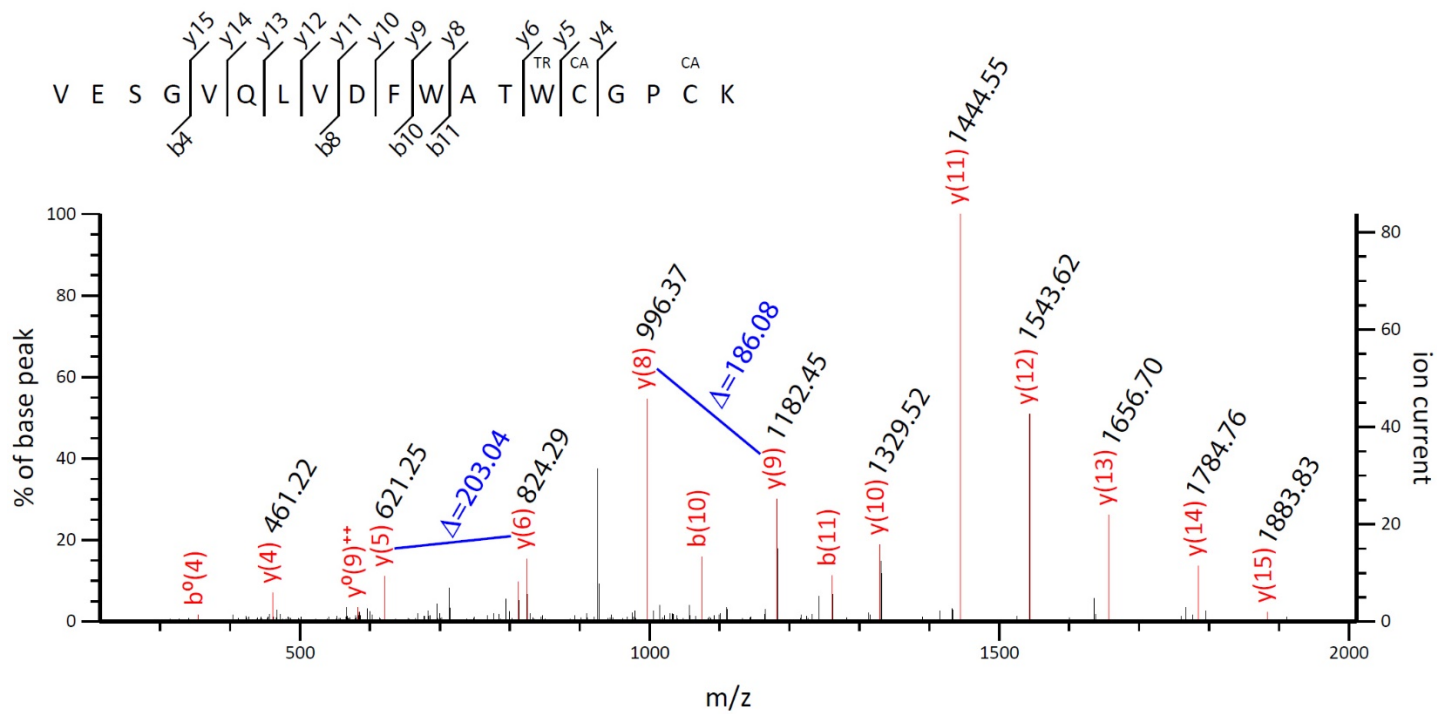 y15 y14 y13 y12 y11 y10 y9 y8 y6 y5 y4
TR CA CA
V E S G V Q L V D F W A T W C G P C K
b4 b8 b10 b11
1444.55
y(11)
100
80
60
40
20
0
% of base peak
80
60
40
20
0
ion current
b⁰(4)
y(4) 461.22
y⁰(9)⁺⁺
y(5) 621.25
Δ=203.04
y(6) 824.29
y(8) 996.37
Δ=186.08
b(10)
y(9) 1182.45
b(11)
y(10) 1329.52
y(12) 1543.62
y(13) 1656.70
y(14) 1784.76
y(15) 1883.83
500 1000 1500 2000
m/z